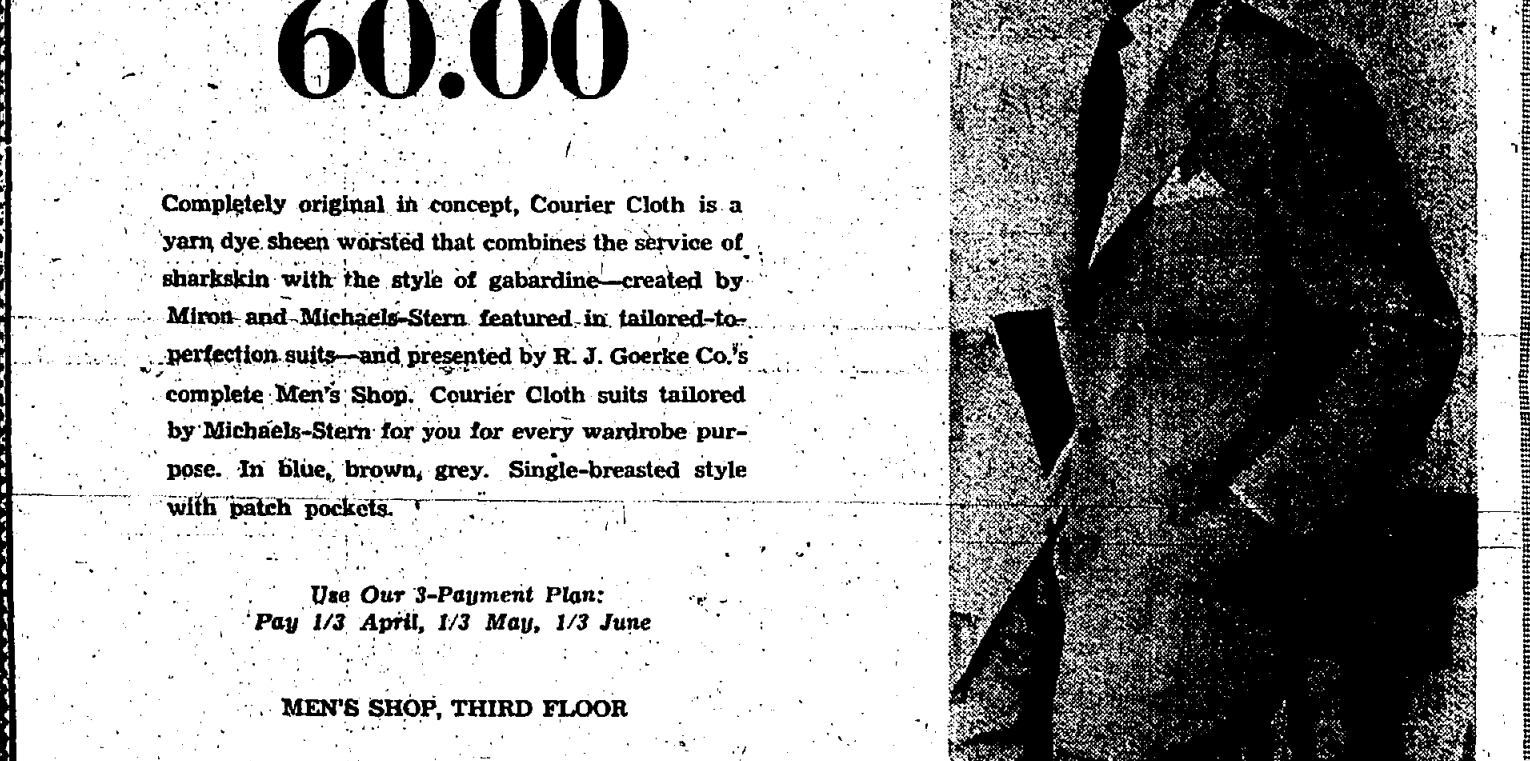 60.00
Completely original in concept, Courier Cloth is a
yarn dye sheen worsted that combines the service of
sharkskin with the style of gabardine—created by
Miron and Michaels-Stern featured in tailored-to-
perfection suits—and presented by R. J. Goerke Co.'s
complete Men's Shop. Courier Cloth suits tailored
by Michaels-Stern for you for every wardrobe pur-
pose. In blue, brown, grey. Single-breasted style
with patch pockets.
Use Our 3-Payment Plan:
Pay 1/3 April, 1/3 May, 1/3 June
MEN'S SHOP, THIRD FLOOR